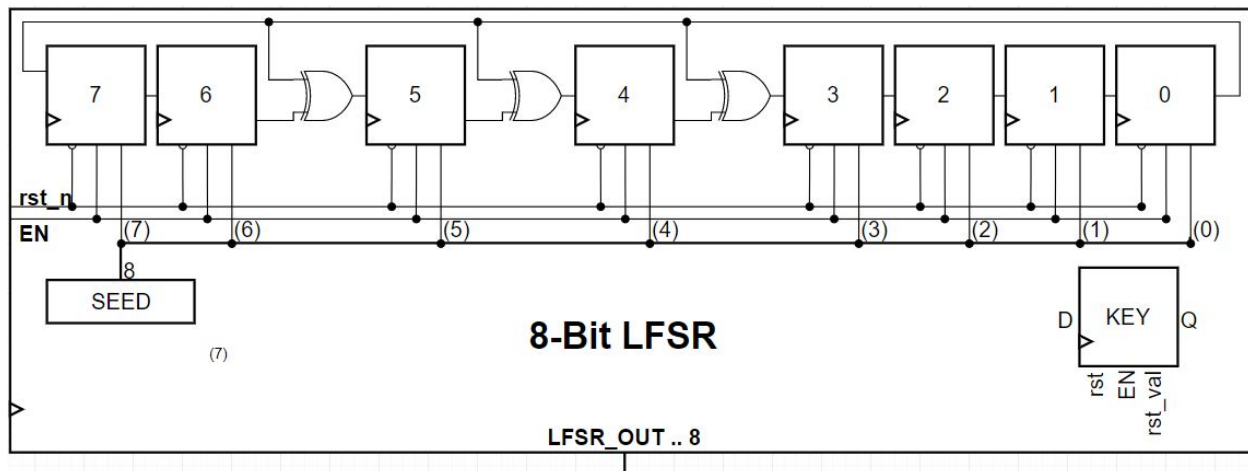 7 6 5 4 3 2 1 0
rst_n
EN
(7) (6) (5) (4) (3) (2) (1) (0)
8
SEED
(7)
8-Bit LFSR
D KEY Q
rst EN rst_val
LFSR_OUT .. 8